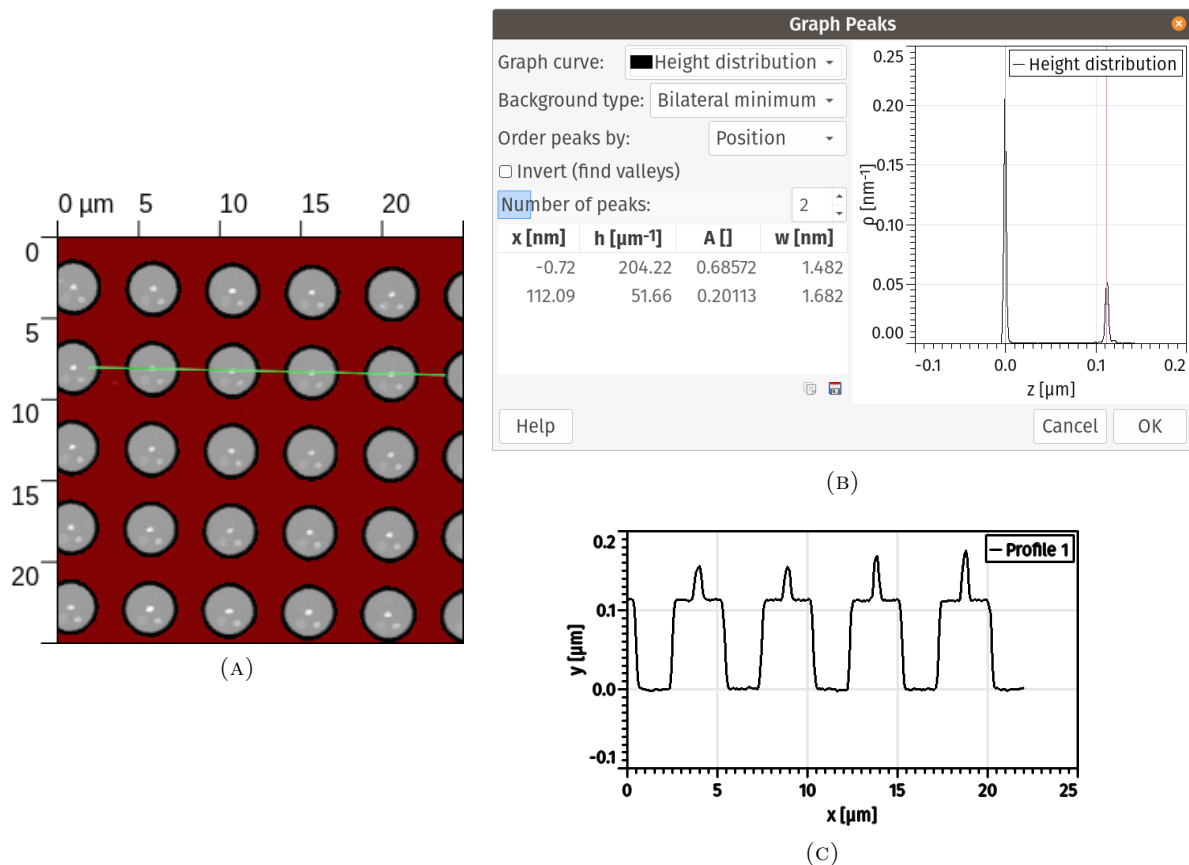 0 µm 5 10 15 20
0
5
10
15
20
(A)
Graph Peaks
Graph curve: Height distribution
Background type: Bilateral minimum
Order peaks by: Position
Invert (find valleys)
Number of peaks: 2
x [nm] h [µm⁻¹] A [] w [nm]
-0.72 204.22 0.68572 1.482
112.09 51.66 0.20113 1.682
Help
Cancel OK
Height distribution
0.25
0.20
0.15
0.10
0.05
0.00
ρ [nm⁻¹]
-0.1 0.0 0.1 0.2
z [µm]
(B)
Profile 1
0.2
0.1
0.0
-0.1
y [µm]
0 5 10 15 20 25
x [µm]
(C)